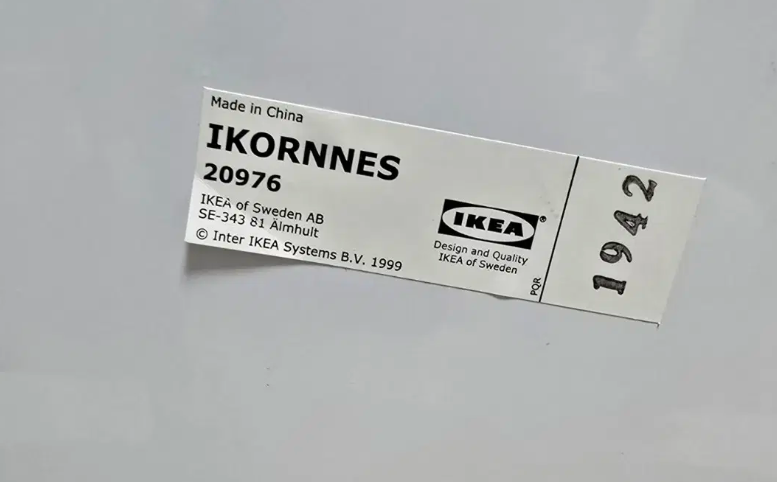 Made in China
IKORNNES
20976
IKEA of Sweden AB
SE-343 81 Älmhult
© Inter IKEA Systems B.V. 1999
IKEA®
Design and Quality
IKEA of Sweden
PQR
1942